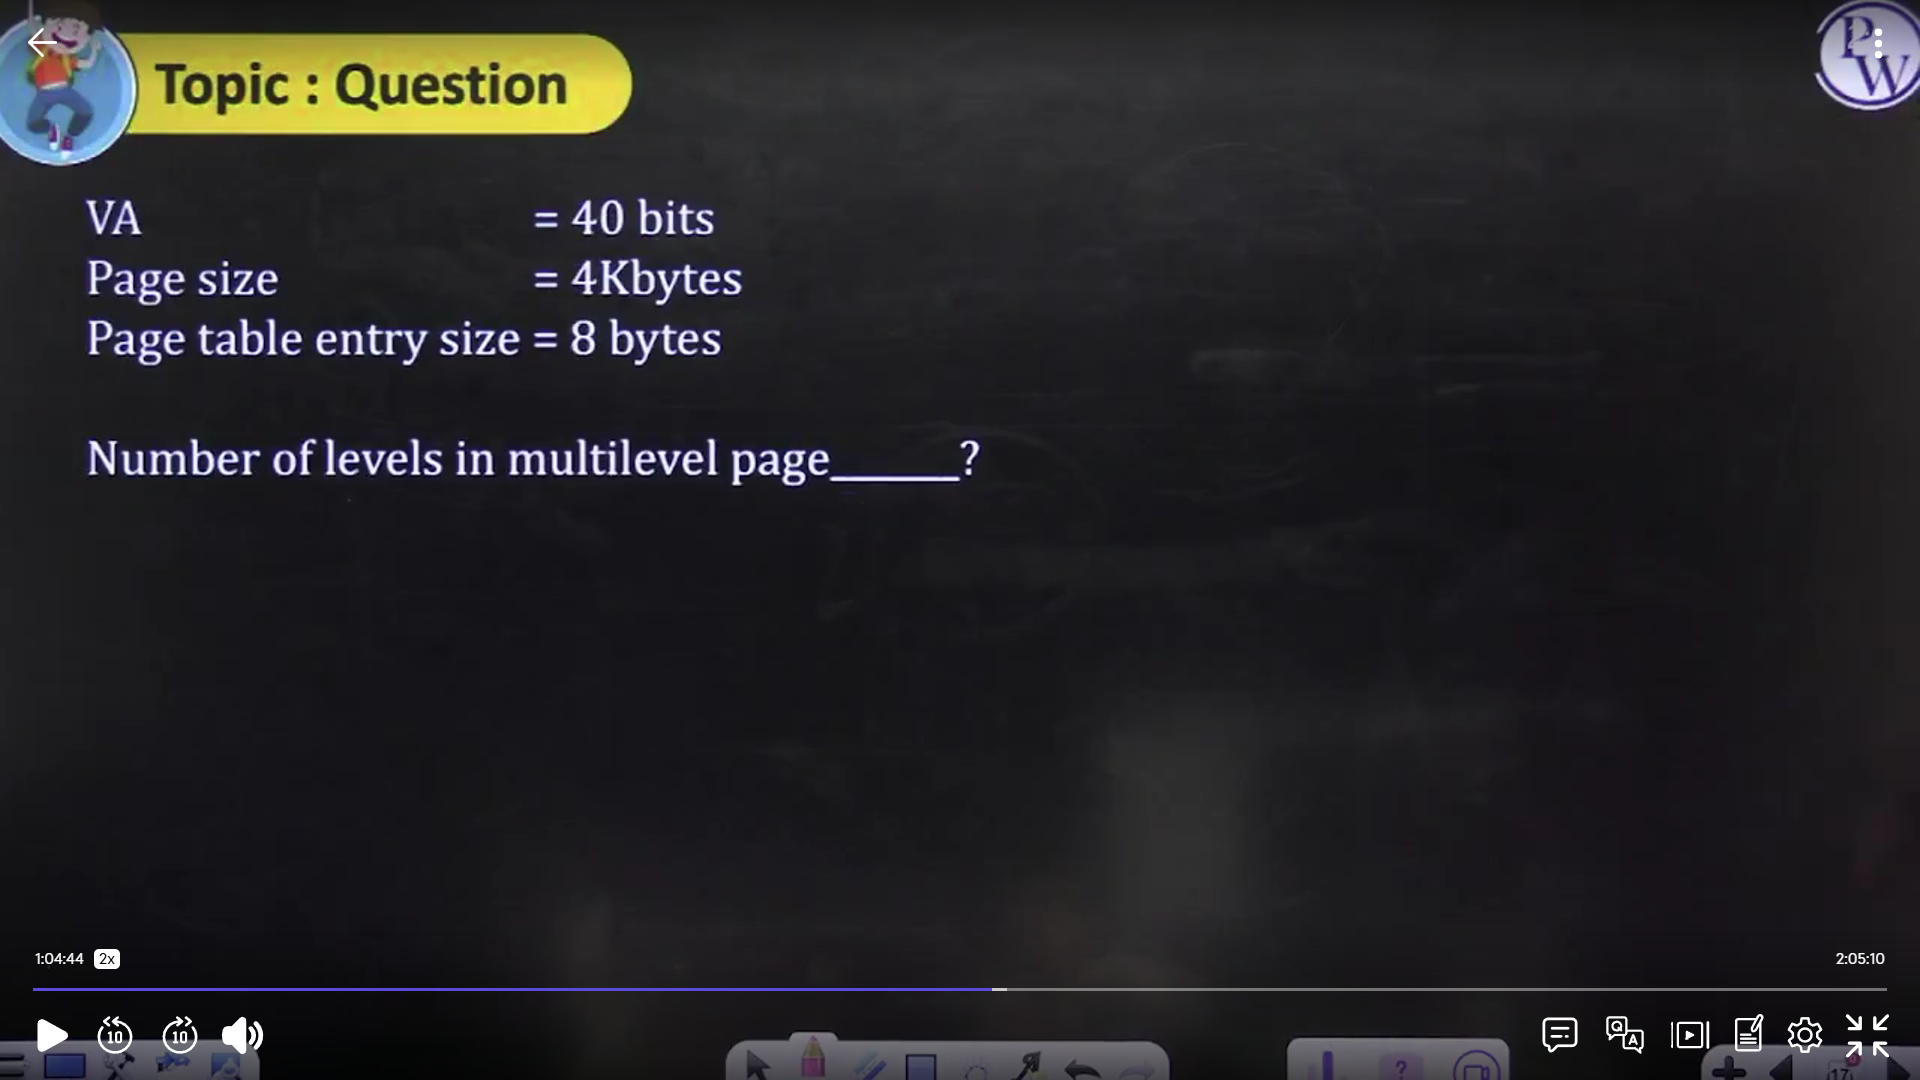 Topic : Question
PW
VA = 40 bits
Page size = 4Kbytes
Page table entry size = 8 bytes
Number of levels in multilevel page______?
1:04:44 2x
2:05:10
10 10
Q A
?
17